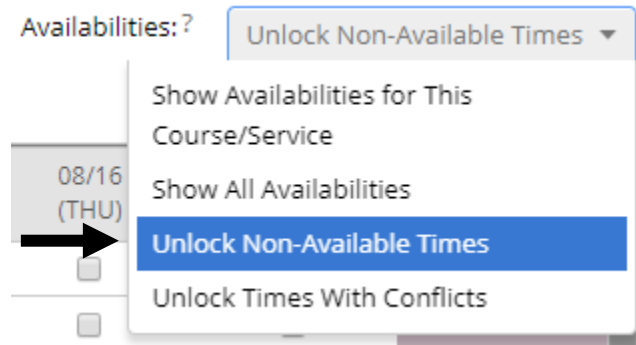 Availabilities:?
Unlock Non-Available Times
Show Availabilities for This
Course/Service
08/16
(THU)
Show All Availabilities
Unlock Non-Available Times
Unlock Times With Conflicts